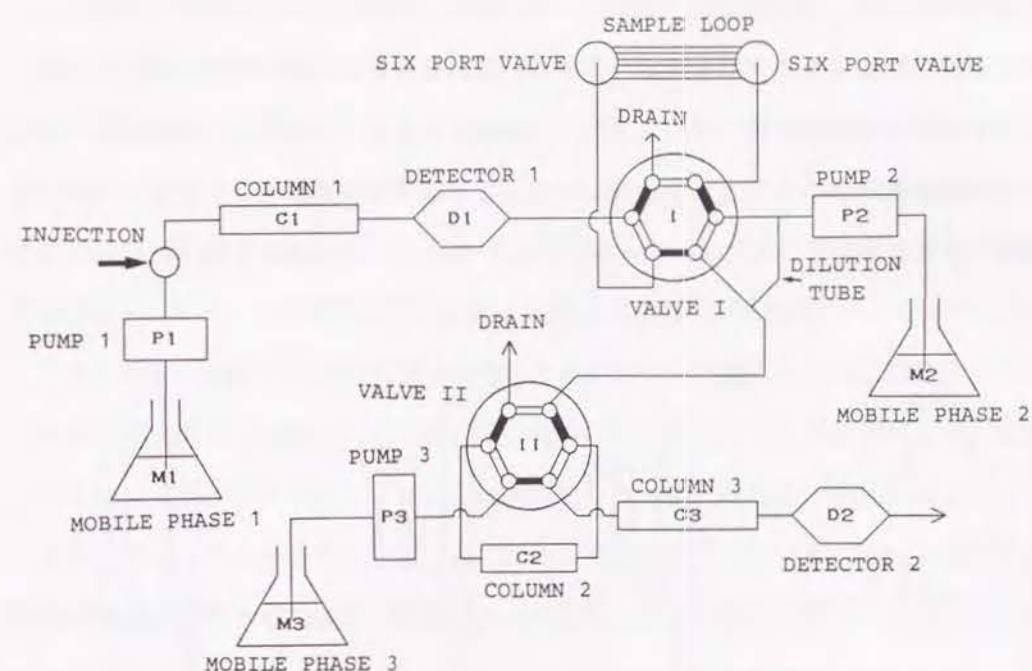 SAMPLE LOOP
SIX PORT VALVE
SIX PORT VALVE
DRAIN
COLUMN 1
DETECTOR 1
PUMP 2
C1
D1
I
P2
INJECTION
DILUTION
TUBE
VALVE I
DRAIN
PUMP 1
P1
M2
VALVE II
MOBILE PHASE 2
II
PUMP 3
M1
COLUMN 3
P3
C3
D2
MOBILE PHASE 1
C2
DETECTOR 2
COLUMN 2
M3
MOBILE PHASE 3